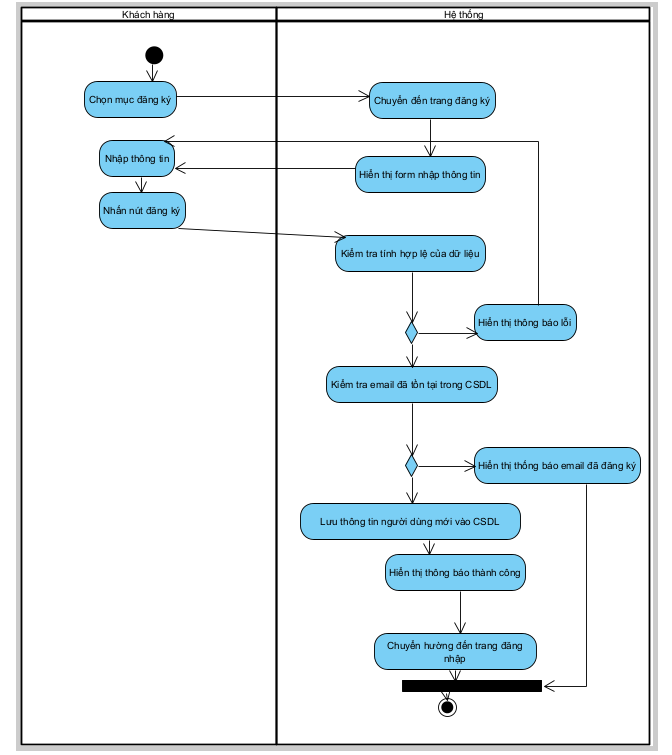 Khách hàng
Hệ thống
Chọn mục đăng ký
Chuyển đến trang đăng ký
Nhập thông tin
Hiển thị form nhập thông tin
Nhấn nút đăng ký
Kiểm tra tính hợp lệ của dữ liệu
Hiển thị thông báo lỗi
Kiểm tra email đã tồn tại trong CSDL
Hiển thị thống báo email đã đăng ký
Lưu thông tin người dùng mới vào CSDL
Hiển thị thông báo thành công
Chuyển hường đến trang đăng
nhập